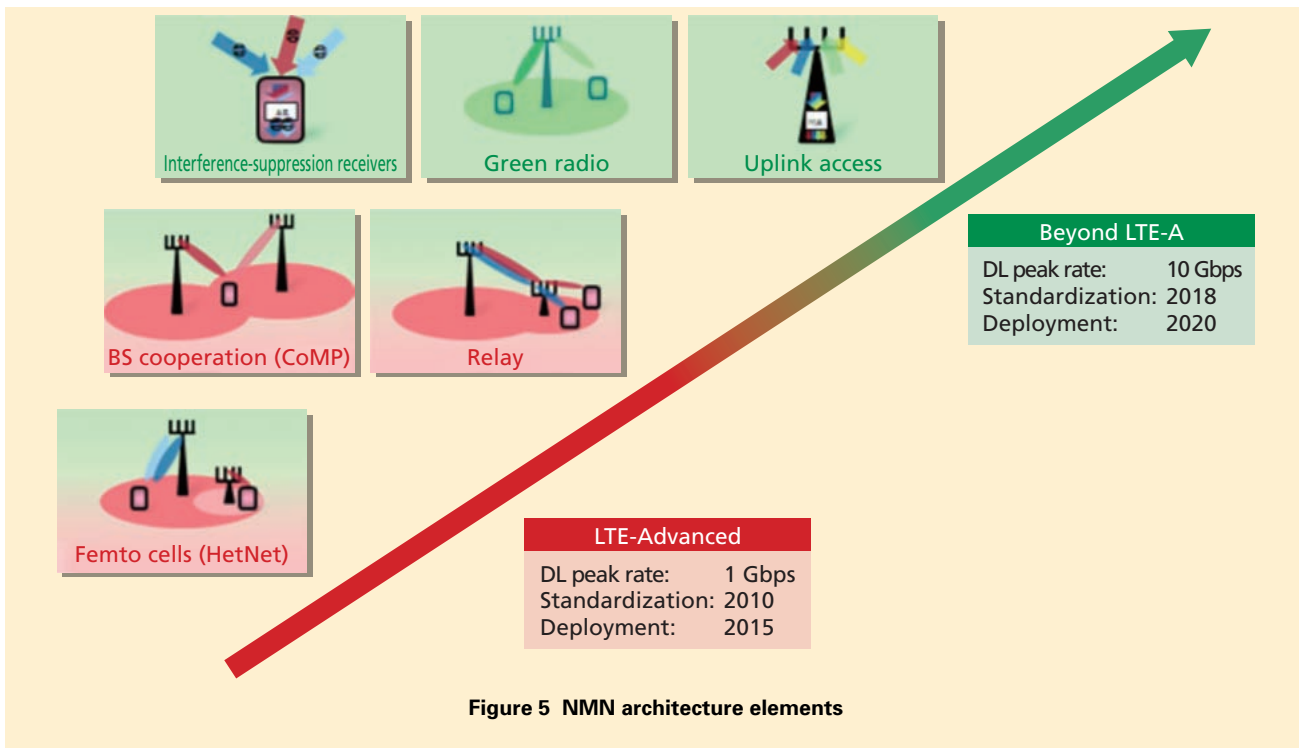 Interference-suppression receivers
Green radio
Uplink access
BS cooperation (CoMP)
Relay
Beyond LTE-A
DL peak rate: 10 Gbps
Standardization: 2018
Deployment: 2020
Femto cells (HetNet)
LTE-Advanced
DL peak rate: 1 Gbps
Standardization: 2010
Deployment: 2015
Figure 5 NMN architecture elements